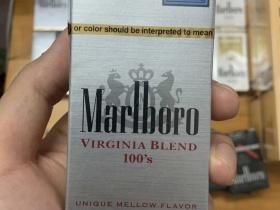 or color should be interpreted to mean
Marlboro
VIRGINIA BLEND
100's
UNIQUE MELLOW FLAVOR